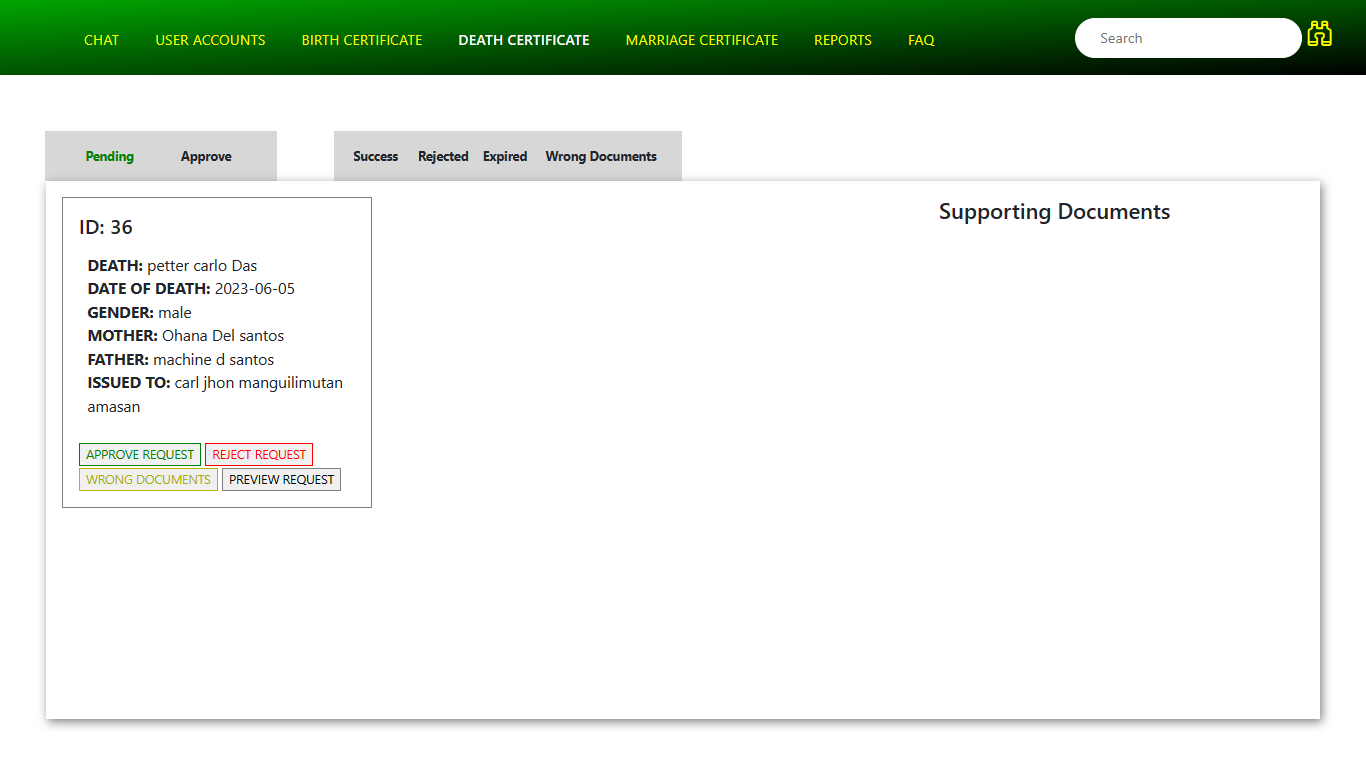 CHAT USER ACCOUNTS BIRTH CERTIFICATE DEATH CERTIFICATE MARRIAGE CERTIFICATE REPORTS FAQ Search
Pending Approve Success Rejected Expired Wrong Documents
ID: 36
DEATH: petter carlo Das
DATE OF DEATH: 2023-06-05
GENDER: male
MOTHER: Ohana Del santos
FATHER: machine d santos
ISSUED TO: carl jhon manguilimutan
amasan
APPROVE REQUEST REJECT REQUEST
WRONG DOCUMENTS PREVIEW REQUEST
Supporting Documents